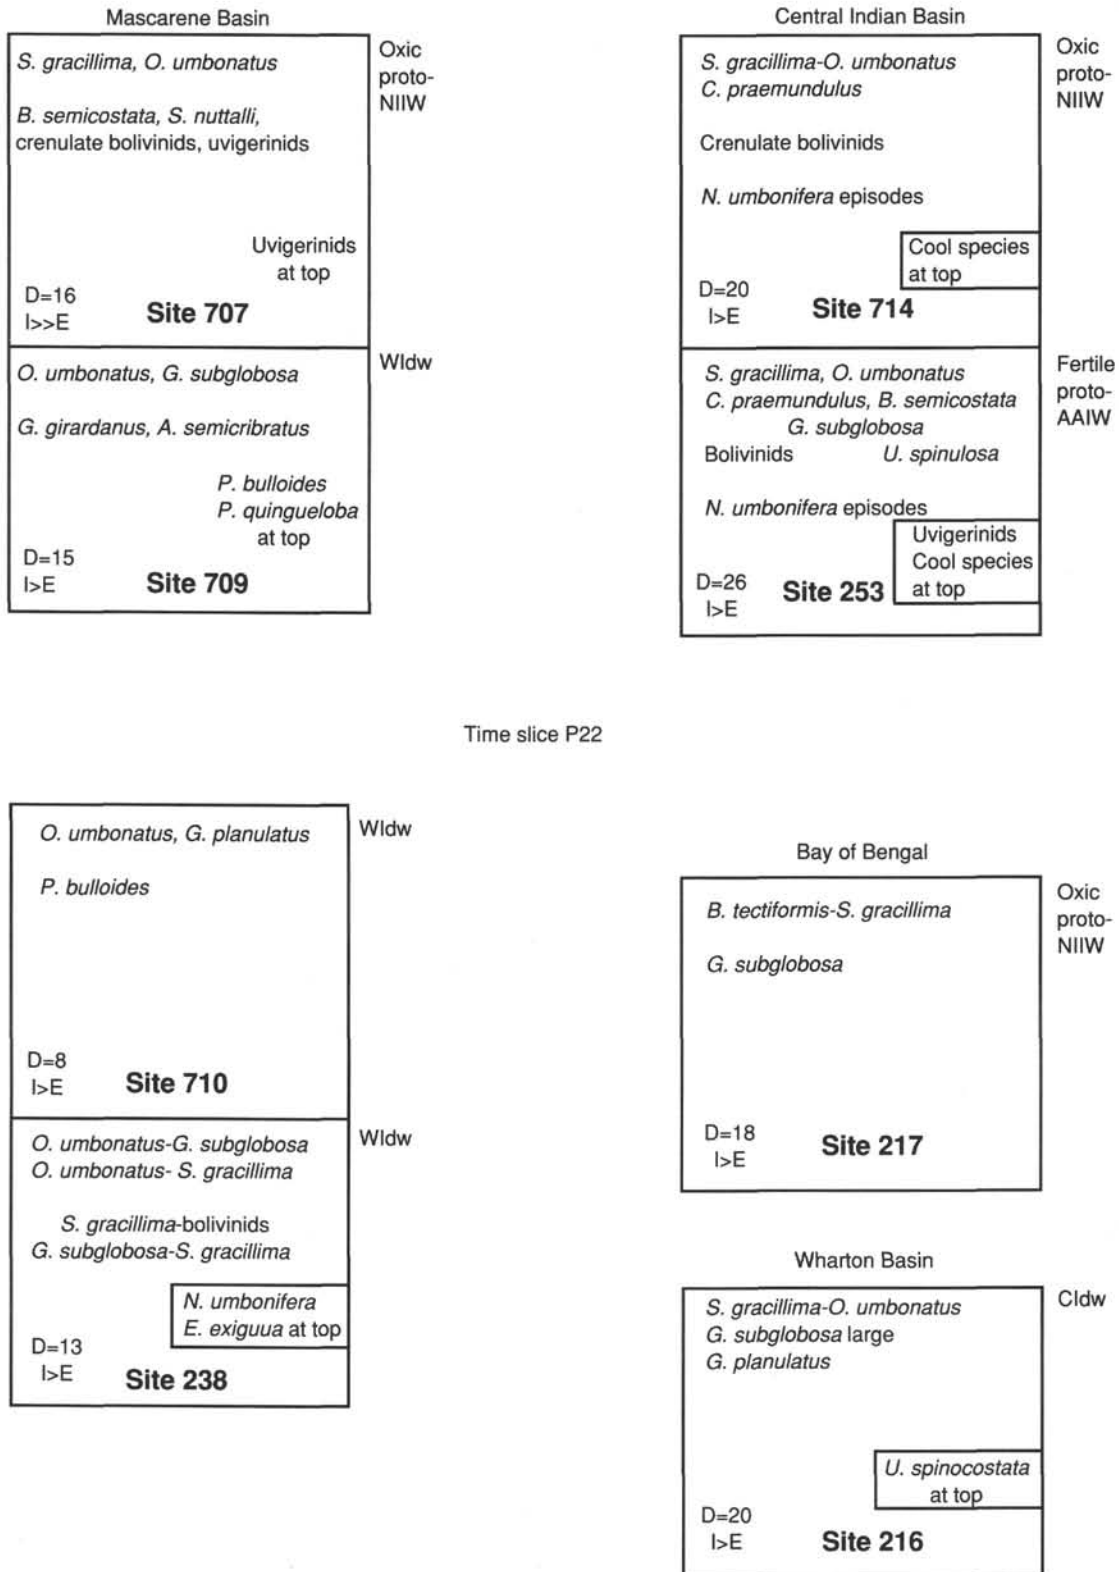 Mascarene Basin
S. gracillima, O. umbonatus
B. semicostata, S. nuttalli,
crenulate bolivinids, uvigerinids
Uvigerinids
at top
D=16
I>>E
Site 707
Oxic
proto-
NIIW
O. umbonatus, G. subglobosa
G. girardanus, A. semicribratus
P. bulloides
P. quingueloba
at top
D=15
I>E
Site 709
WIdw
Central Indian Basin
S. gracillima-O. umbonatus
C. praemundulus
Crenulate bolivinids
N. umbonifera episodes
Cool species
at top
D=20
I>E
Site 714
Oxic
proto-
NIIW
S. gracillima, O. umbonatus
C. praemundulus, B. semicostata
G. subglobosa
Bolivinids U. spinulosa
N. umbonifera episodes
Uvigerinids
Cool species
at top
D=26
I>E
Site 253
Fertile
proto-
AAIW
Time slice P22
O. umbonatus, G. planulatus
P. bulloides
D=8
I>E
Site 710
WIdw
O. umbonatus-G. subglobosa
O. umbonatus- S. gracillima
S. gracillima-bolivinids
G. subglobosa-S. gracillima
N. umbonifera
E. exiguua at top
D=13
I>E
Site 238
WIdw
Bay of Bengal
B. tectiformis-S. gracillima
G. subglobosa
D=18
I>E
Site 217
Oxic
proto-
NIIW
Wharton Basin
S. gracillima-O. umbonatus
G. subglobosa large
G. planulatus
U. spinocostata
at top
D=20
I>E
Site 216
CIdw